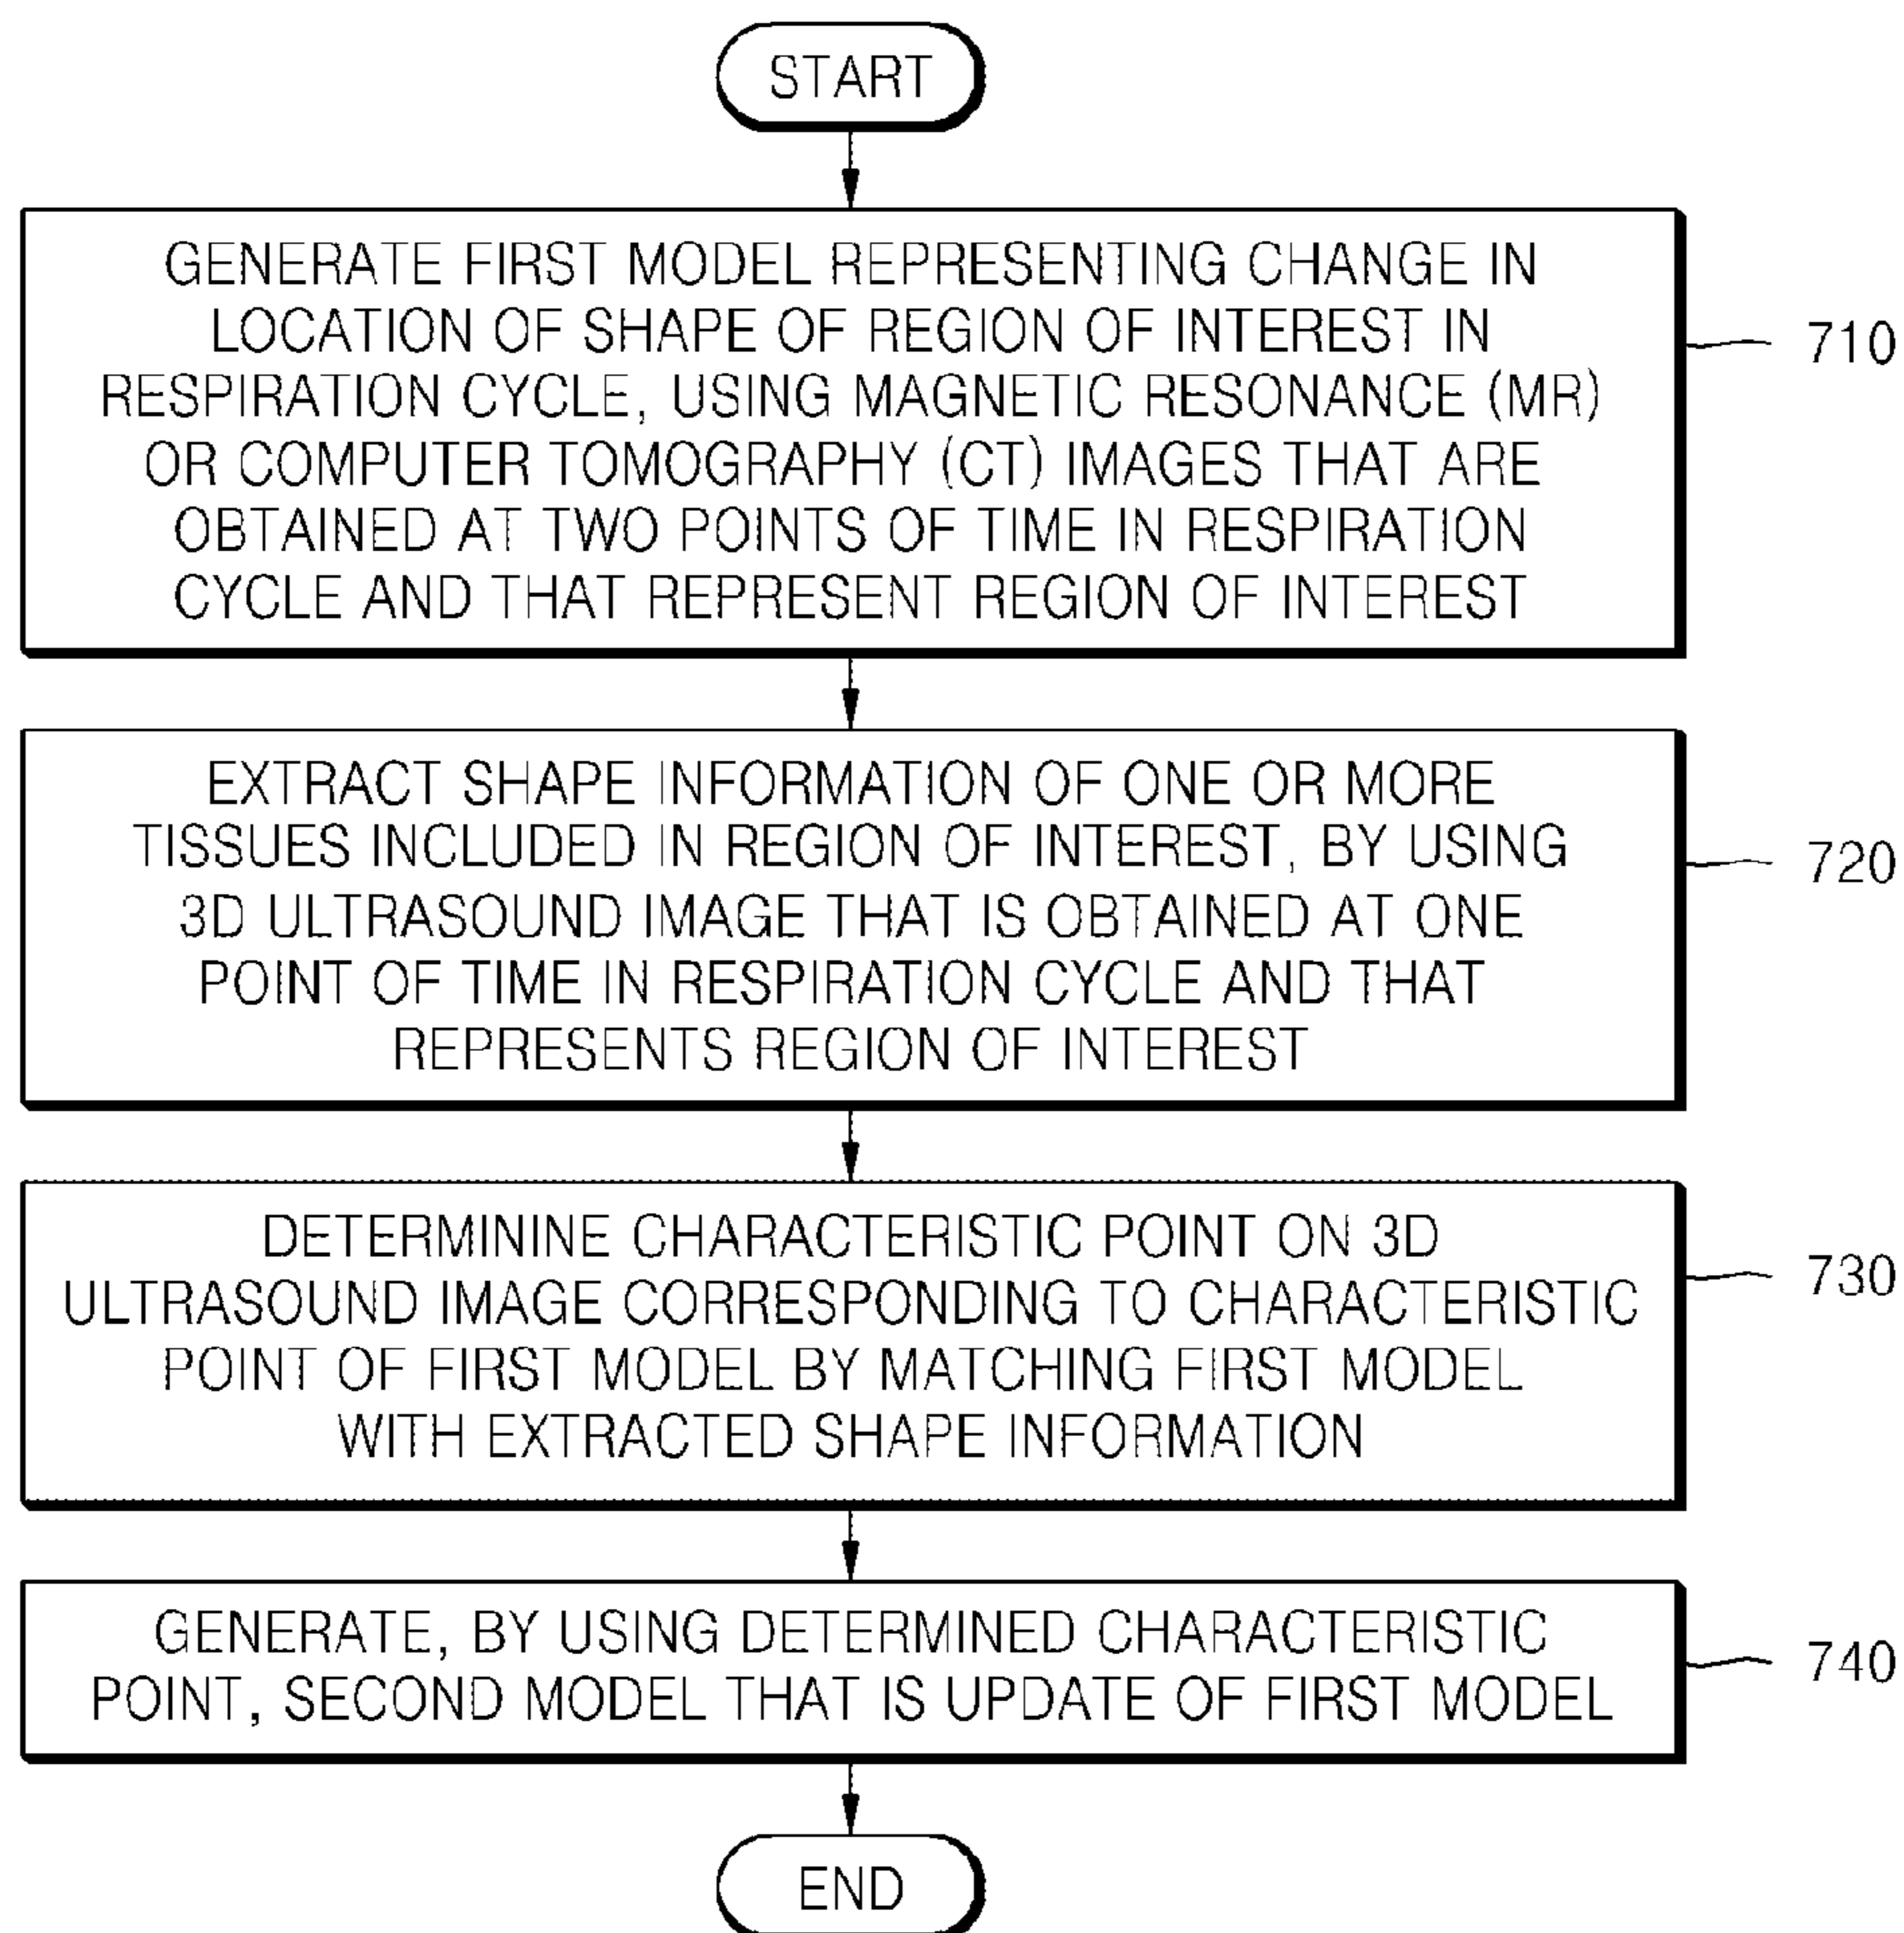 START
GENERATE FIRST MODEL REPRESENTING CHANGE IN
LOCATION OF SHAPE OF REGION OF INTEREST IN
RESPIRATION CYCLE, USING MAGNETIC RESONANCE (MR)
OR COMPUTER TOMOGRAPHY (CT) IMAGES THAT ARE
OBTAINED AT TWO POINTS OF TIME IN RESPIRATION
CYCLE AND THAT REPRESENT REGION OF INTEREST
710
EXTRACT SHAPE INFORMATION OF ONE OR MORE
TISSUES INCLUDED IN REGION OF INTEREST, BY USING
3D ULTRASOUND IMAGE THAT IS OBTAINED AT ONE
POINT OF TIME IN RESPIRATION CYCLE AND THAT
REPRESENTS REGION OF INTEREST
720
DETERMININE CHARACTERISTIC POINT ON 3D
ULTRASOUND IMAGE CORRESPONDING TO CHARACTERISTIC
POINT OF FIRST MODEL BY MATCHING FIRST MODEL
WITH EXTRACTED SHAPE INFORMATION
730
GENERATE, BY USING DETERMINED CHARACTERISTIC
POINT, SECOND MODEL THAT IS UPDATE OF FIRST MODEL
740
END